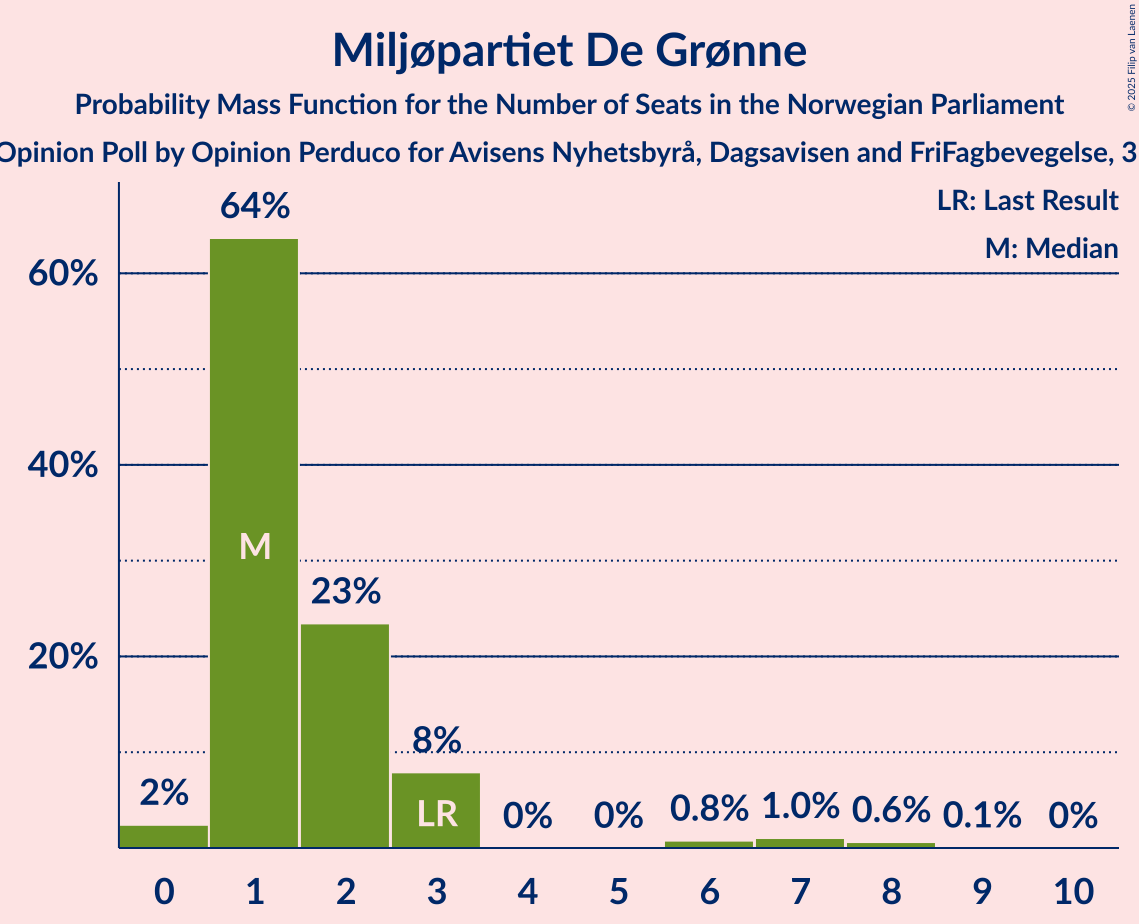 Miljøpartiet De Grønne
Probability Mass Function for the Number of Seats in the Norwegian Parliament
Opinion Poll by Opinion Perduco for Avisens Nyhetsbyrå, Dagsavisen and FriFagbevegelse, 3
© 2025 Filip van Laenen
LR: Last Result
M: Median
60%
40%
20%
2%
64%
M
23%
8%
LR
0%
0%
0.8%
1.0%
0.6%
0.1%
0%
0 1 2 3 4 5 6 7 8 9 10